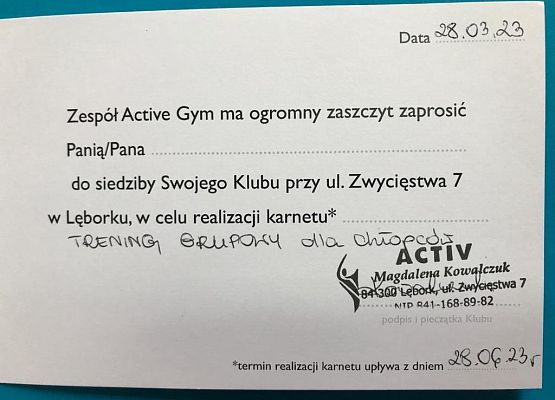 Data 28.03.23
Zespół Active Gym ma ogromny zaszczyt zaprosić
Panią/Pana
do siedziby Swojego Klubu przy ul. Zwycięstwa 7
w Lęborku, w celu realizacji karnetu*
TRENING GRUPOWY dla chłopców
ACTIV
Magdalena Kowalczuk
84-300 Lębork, ul. Zwycięstwa 7
NIP 841-168-89-82
podpis i pieczątka Klubu
*termin realizacji karnetu upływa z dniem 28.06.23r